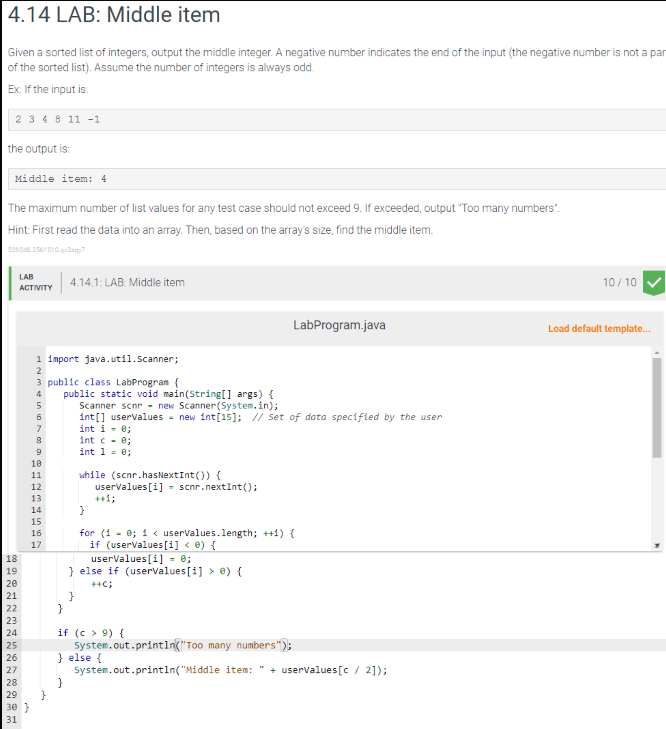 4.14 LAB: Middle item
Given a sorted list of integers, output the middle integer. A negative number indicates the end of the input (the negative number is not a par
of the sorted list). Assume the number of integers is always odd.
Ex: If the input is:
2 3 4 8 11 -1
the output is:
Middle item: 4
The maximum number of list values for any test case should not exceed 9. If exceeded, output "Too many numbers".
Hint: First read the data into an array. Then, based on the array's size, find the middle item.
LAB
ACTIVITY
4.14.1: LAB: Middle item
10 / 10
LabProgram.java
Load default template...
1 import java.util.Scanner;
2
3 public class LabProgram {
4    public static void main(String[] args) {
5       Scanner scnr = new Scanner(System.in);
6       int[] userValues = new int[15];  // Set of data specified by the user
7       int i = 0;
8       int c = 0;
9       int l = 0;
10
11       while (scnr.hasNextInt()) {
12          userValues[i] = scnr.nextInt();
13          ++i;
14       }
15
16       for (i = 0; i < userValues.length; ++i) {
17         if (userValues[i] < 0) {
18          userValues[i] = 0;
19       } else if (userValues[i] > 0) {
20          ++c;
21       }
22     }
23
24     if (c > 9) {
25        System.out.println("Too many numbers");
26     } else {
27        System.out.println("Middle item: " + userValues[c / 2]);
28     }
29   }
30 }
31